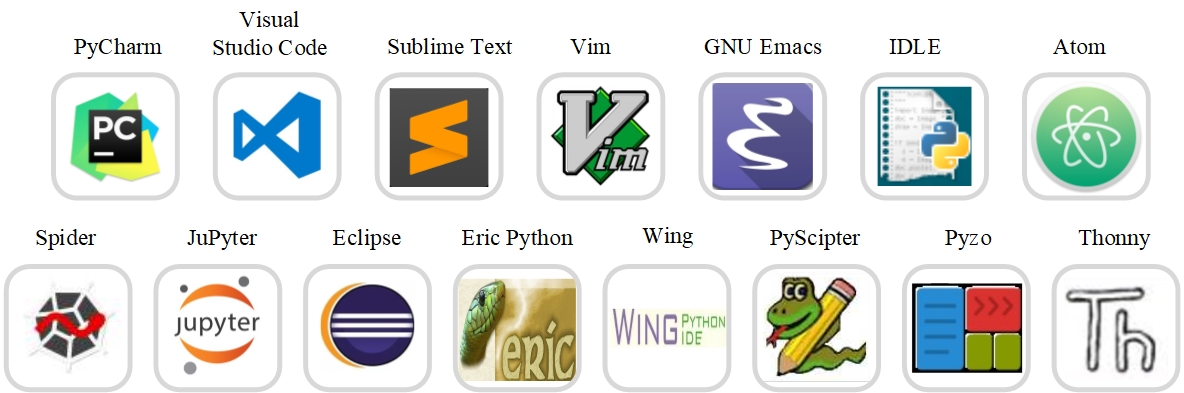 Visual
PyCharm Studio Code Sublime Text Vim GNU Emacs IDLE Atom
PC
Vim
Spider JuPyter Eclipse Eric Python Wing PyScipter Pyzo Thonny
jupyter
eric
WING PYTHON
IDE
Th